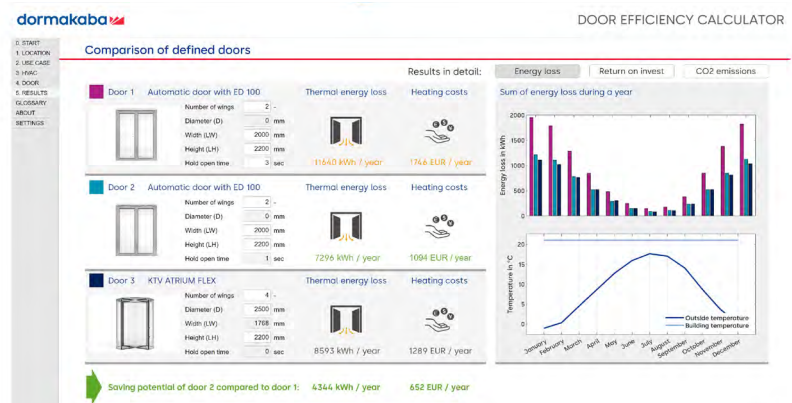 dormakaba
DOOR EFFICIENCY CALCULATOR
0. START
1. LOCATION
2. USE CASE
3. HVAC
4. DOOR
5. RESULTS
GLOSSARY
ABOUT
SETTINGS
Comparison of defined doors
Results in detail:
Energy loss
Return on invest
CO2 emissions
Door 1 Automatic door with ED 100
Thermal energy loss
Heating costs
Number of wings 2 -
Diameter (D) 0 mm
Width (LW) 2000 mm
Height (LH) 2200 mm
Hold open time 3 sec
11640 kWh / year
1746 EUR / year
Door 2 Automatic door with ED 100
Thermal energy loss
Heating costs
Number of wings 2 -
Diameter (D) 0 mm
Width (LW) 2000 mm
Height (LH) 2200 mm
Hold open time 1 sec
7296 kWh / year
1094 EUR / year
Door 3 KTV ATRIUM FLEX
Thermal energy loss
Heating costs
Number of wings 4 -
Diameter (D) 2500 mm
Width (LW) 1768 mm
Height (LH) 2200 mm
Hold open time 0 sec
8593 kWh / year
1289 EUR / year
Saving potential of door 2 compared to door 1: 4344 kWh / year 652 EUR / year
Sum of energy loss during a year
Energy loss in kWh
2000
1500
1000
500
0
Temperature in °C
20
15
10
5
0
Outside temperature
Building temperature
January
February
March
April
May
June
July
August
September
October
November
December